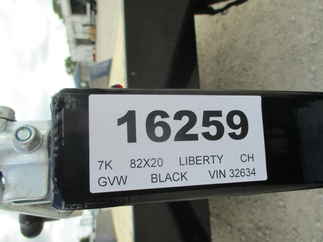 16259
7K 82X20 LIBERTY CH
GVW BLACK VIN 32634